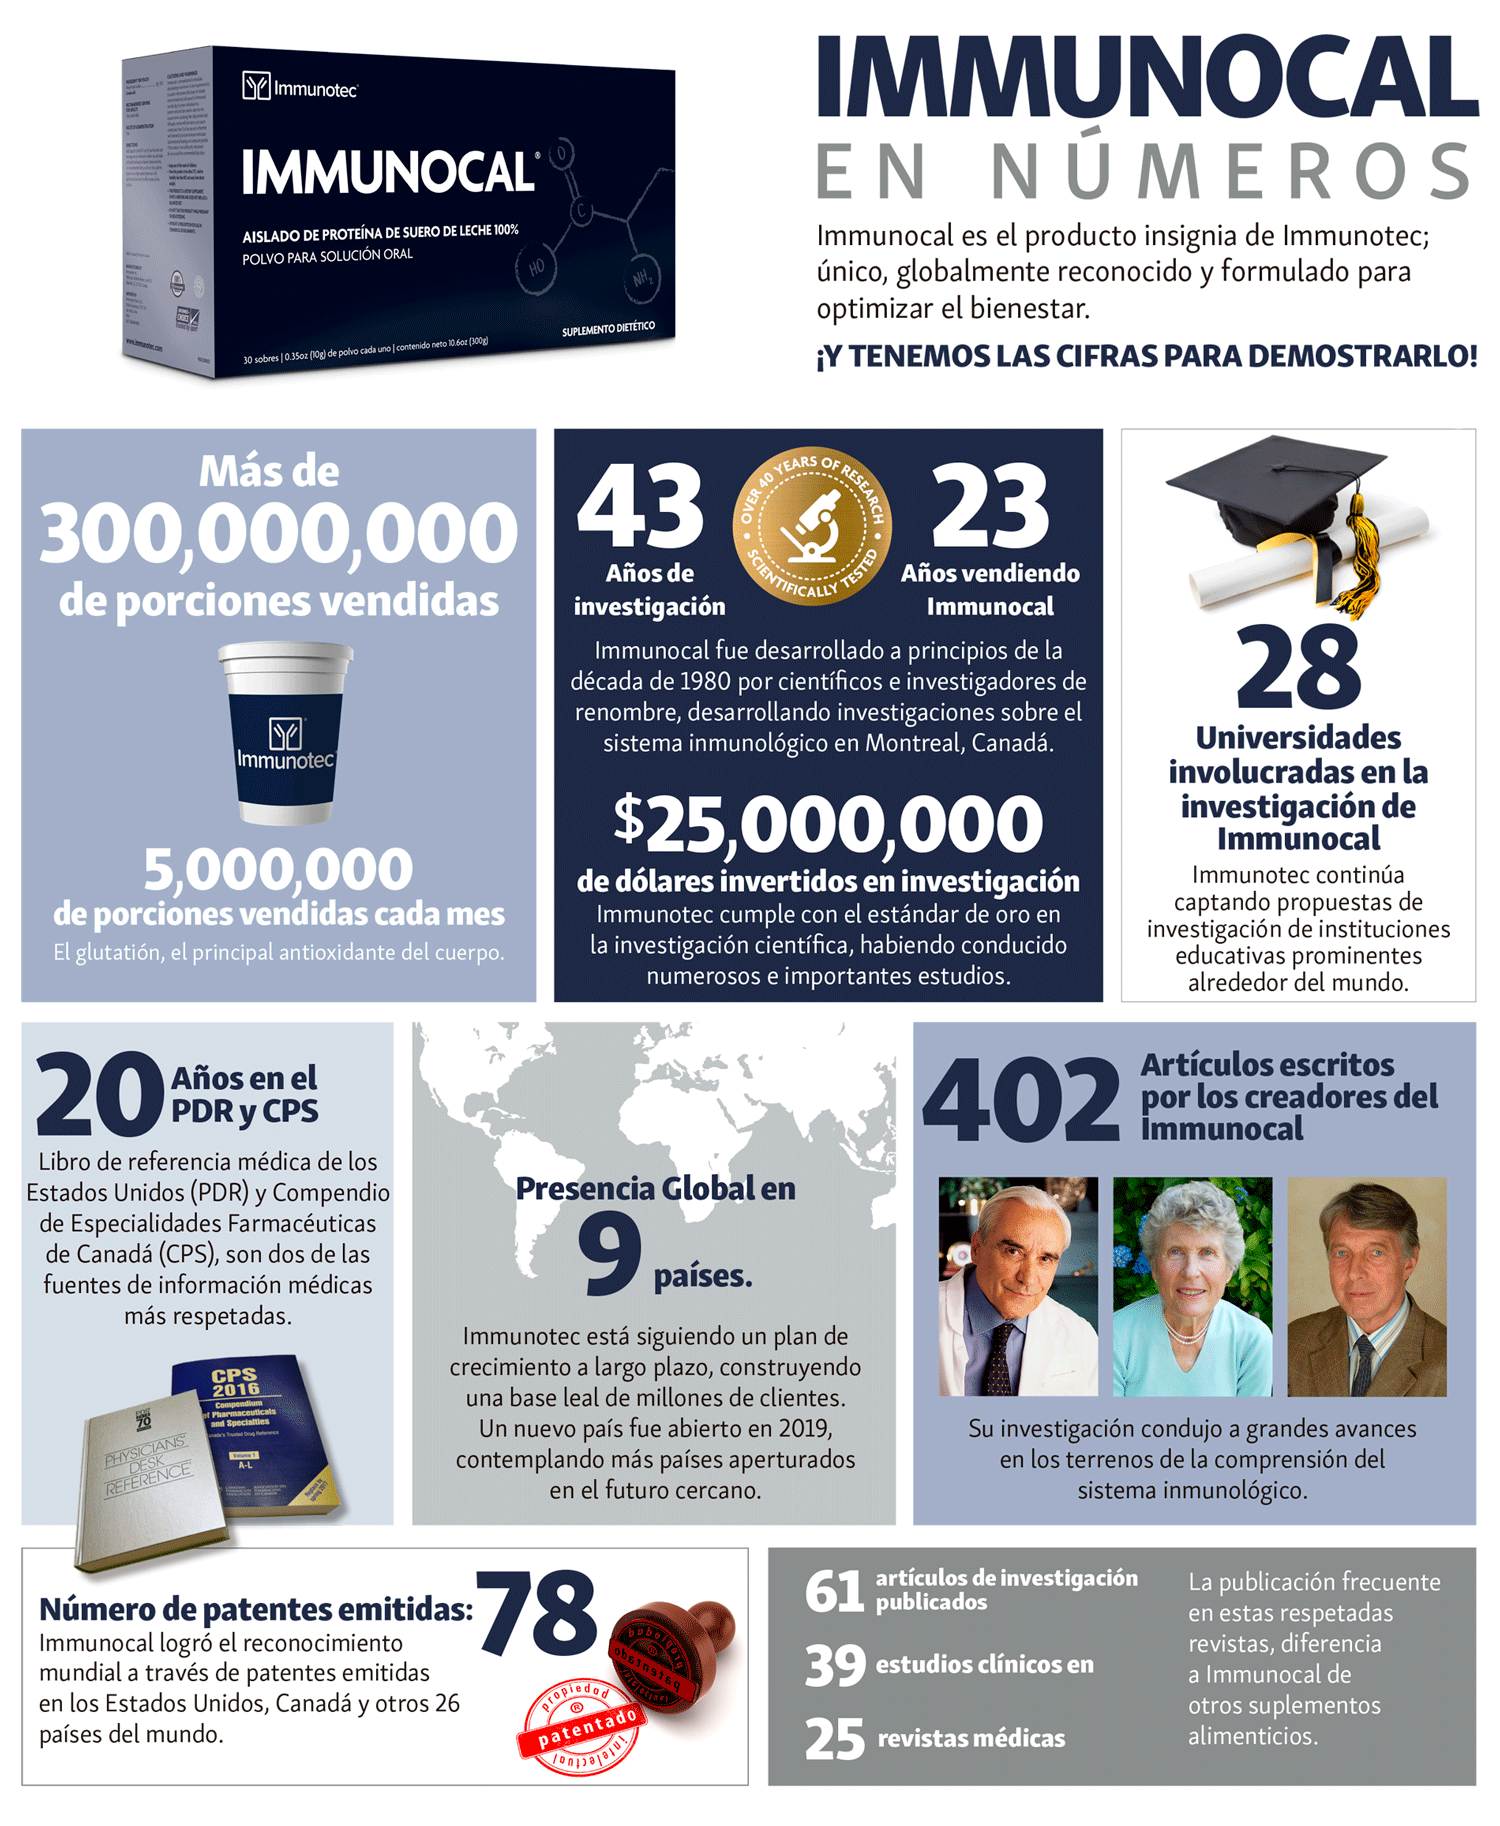 Immunotec
IMMUNOCAL®
AISLADO DE PROTEÍNA DE SUERO DE LECHE 100%
POLVO PARA SOLUCIÓN ORAL
O
C
HO
NH2
SUPLEMENTO DIETÉTICO
30 sobres | 0.35oz (10g) de polvo cada uno | contenido neto 10.6oz (300g)
www.immunotec.com
IMMUNOCAL
EN NÚMEROS
Immunocal es el producto insignia de Immunotec;
único, globalmente reconocido y formulado para
optimizar el bienestar.
¡Y TENEMOS LAS CIFRAS PARA DEMOSTRARLO!
Más de
300,000,000
de porciones vendidas
Immunotec
5,000,000
de porciones vendidas cada mes
El glutatión, el principal antioxidante del cuerpo.
43
Años de
investigación
OVER 40 YEARS OF RESEARCH
SCIENTIFICALLY TESTED
23
Años vendiendo
Immunocal
Immunocal fue desarrollado a principios de la
década de 1980 por científicos e investigadores de
renombre, desarrollando investigaciones sobre el
sistema inmunológico en Montreal, Canadá.
$25,000,000
de dólares invertidos en investigación
Immunotec cumple con el estándar de oro en
la investigación científica, habiendo conducido
numerosos e importantes estudios.
28
Universidades
involucradas en la
investigación de
Immunocal
Immunotec continúa
captando propuestas de
investigación de instituciones
educativas prominentes
alrededor del mundo.
20 Años en el
PDR y CPS
Libro de referencia médica de los
Estados Unidos (PDR) y Compendio
de Especialidades Farmacéuticas
de Canadá (CPS), son dos de las
fuentes de información médicas
más respetadas.
CPS
2016
Compendium
of Pharmaceuticals
and Specialties
Canada's Trusted Drug Reference
Volume 1
A-L
70
PHYSICIANS'
DESK
REFERENCE
Presencia Global en
9 países.
Immunotec está siguiendo un plan de
crecimiento a largo plazo, construyendo
una base leal de millones de clientes.
Un nuevo país fue abierto en 2019,
contemplando más países aperturados
en el futuro cercano.
402 Artículos escritos
por los creadores del
Immunocal
Su investigación condujo a grandes avances
en los terrenos de la comprensión del
sistema inmunológico.
Número de patentes emitidas: 78
Immunocal logró el reconocimiento
mundial a través de patentes emitidas
en los Estados Unidos, Canadá y otros 26
países del mundo.
propiedad
®
patentado
intelectual
61 artículos de investigación
publicados
39 estudios clínicos en
25 revistas médicas
La publicación frecuente
en estas respetadas
revistas, diferencia
a Immunocal de
otros suplementos
alimenticios.